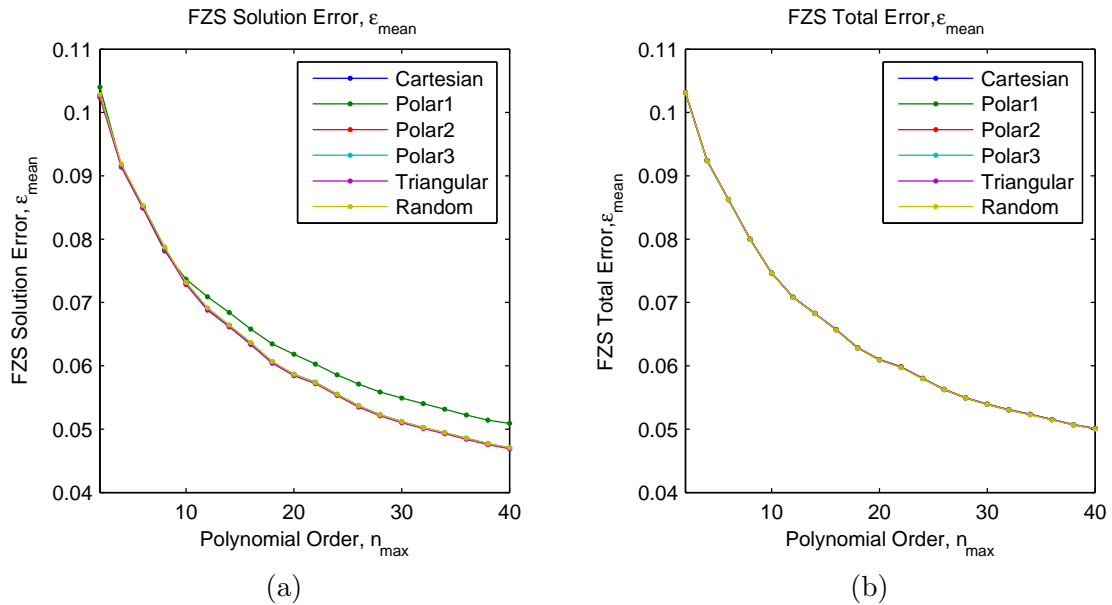 FZS Solution Error, ε_mean
0.11
0.1
0.09
0.08
0.07
0.06
0.05
0.04
FZS Solution Error, ε_mean
Cartesian
Polar1
Polar2
Polar3
Triangular
Random
10 20 30 40
Polynomial Order, n_max
(a)
FZS Total Error,ε_mean
0.11
0.1
0.09
0.08
0.07
0.06
0.05
0.04
FZS Total Error,ε_mean
Cartesian
Polar1
Polar2
Polar3
Triangular
Random
10 20 30 40
Polynomial Order, n_max
(b)